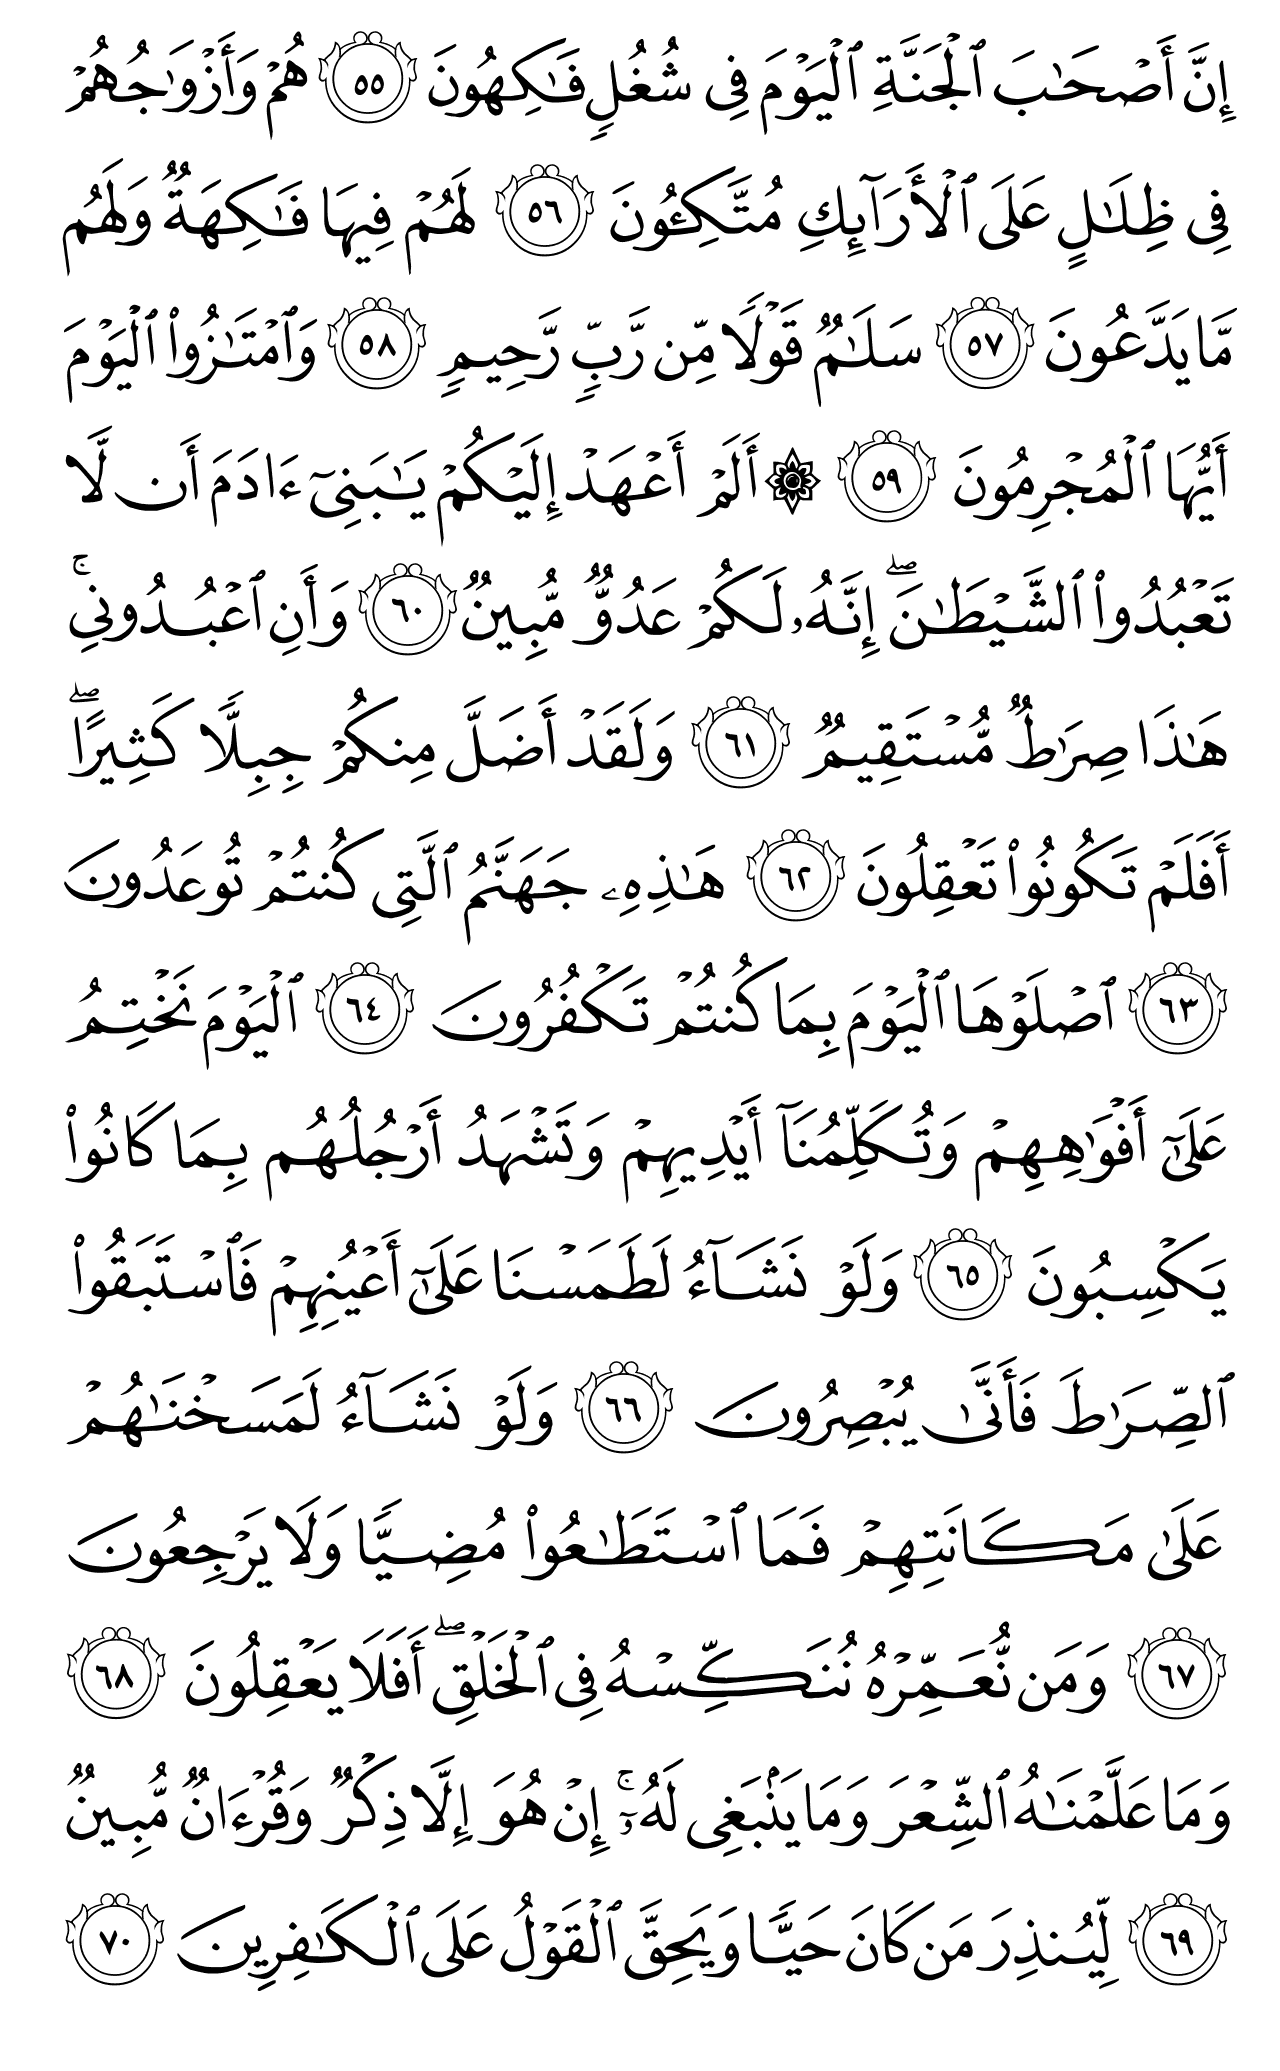 إِنَّ أَصْحَٰبَ ٱلْجَنَّةِ ٱلْيَوْمَ فِى شُغُلٍ فَٰكِهُونَ ٥٥ هُمْ وَأَزْوَٰجُهُمْ
فِى ظِلَٰلٍ عَلَى ٱلْأَرَآئِكِ مُتَّكِـُٔونَ ٥٦ لَهُمْ فِيهَا فَٰكِهَةٌ وَلَهُم
مَّا يَدَّعُونَ ٥٧ سَلَٰمٌ قَوْلًا مِّن رَّبٍّ رَّحِيمٍ ٥٨ وَٱمْتَٰزُوا۟ ٱلْيَوْمَ
أَيُّهَا ٱلْمُجْرِمُونَ ٥٩ ۞ أَلَمْ أَعْهَدْ إِلَيْكُمْ يَٰبَنِىٓ ءَادَمَ أَن لَّا
تَعْبُدُوا۟ ٱلشَّيْطَٰنَ ۖ إِنَّهُۥ لَكُمْ عَدُوٌّ مُّبِينٌ ٦٠ وَأَنِ ٱعْبُدُونِى ۚ
هَٰذَا صِرَٰطٌ مُّسْتَقِيمٌ ٦١ وَلَقَدْ أَضَلَّ مِنكُمْ جِبِلًّا كَثِيرًا ۖ
أَفَلَمْ تَكُونُوا۟ تَعْقِلُونَ ٦٢ هَٰذِهِۦ جَهَنَّمُ ٱلَّتِى كُنتُمْ تُوعَدُونَ
٦٣ ٱصْلَوْهَا ٱلْيَوْمَ بِمَا كُنتُمْ تَكْفُرُونَ ٦٤ ٱلْيَوْمَ نَخْتِمُ
عَلَىٰٓ أَفْوَٰهِهِمْ وَتُكَلِّمُنَآ أَيْدِيهِمْ وَتَشْهَدُ أَرْجُلُهُم بِمَا كَانُوا۟
يَكْسِبُونَ ٦٥ وَلَوْ نَشَآءُ لَطَمَسْنَا عَلَىٰٓ أَعْيُنِهِمْ فَٱسْتَبَقُوا۟
ٱلصِّرَٰطَ فَأَنَّىٰ يُبْصِرُونَ ٦٦ وَلَوْ نَشَآءُ لَمَسَخْنَٰهُمْ
عَلَىٰ مَكَانَتِهِمْ فَمَا ٱسْتَطَٰعُوا۟ مُضِيًّا وَلَا يَرْجِعُونَ
٦٧ وَمَن نُّعَمِّرْهُ نُنَكِّسْهُ فِى ٱلْخَلْقِ ۖ أَفَلَا يَعْقِلُونَ ٦٨
وَمَا عَلَّمْنَٰهُ ٱلشِّعْرَ وَمَا يَنۢبَغِى لَهُۥٓ ۚ إِنْ هُوَ إِلَّا ذِكْرٌ وَقُرْءَانٌ مُّبِينٌ
٦٩ لِّيُنذِرَ مَن كَانَ حَيًّا وَيَحِقَّ ٱلْقَوْلُ عَلَى ٱلْكَٰفِرِينَ ٧٠